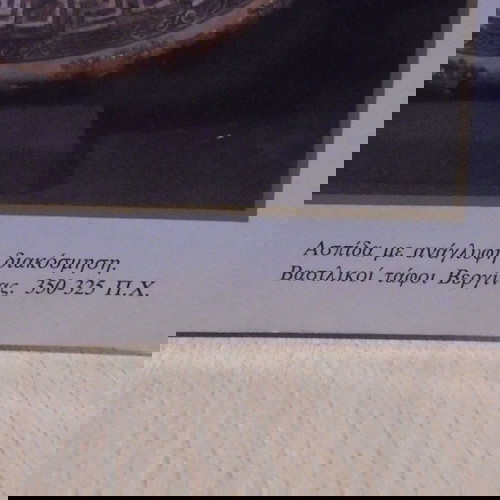 Ασπίδα με ανάγλυφη
διακόσμηση.
Βασιλικοί τάφοι Βεργίνας, 350-325 Π.Χ.